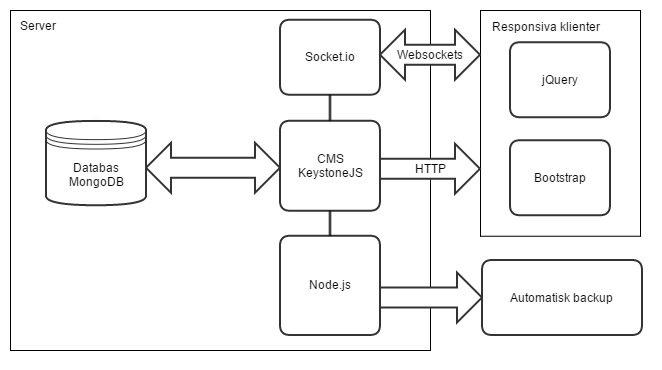 Server
Socket.io
Websockets
Responsiva klienter
jQuery
Databas
MongoDB
CMS
KeystoneJS
HTTP
Bootstrap
Node.js
Automatisk backup